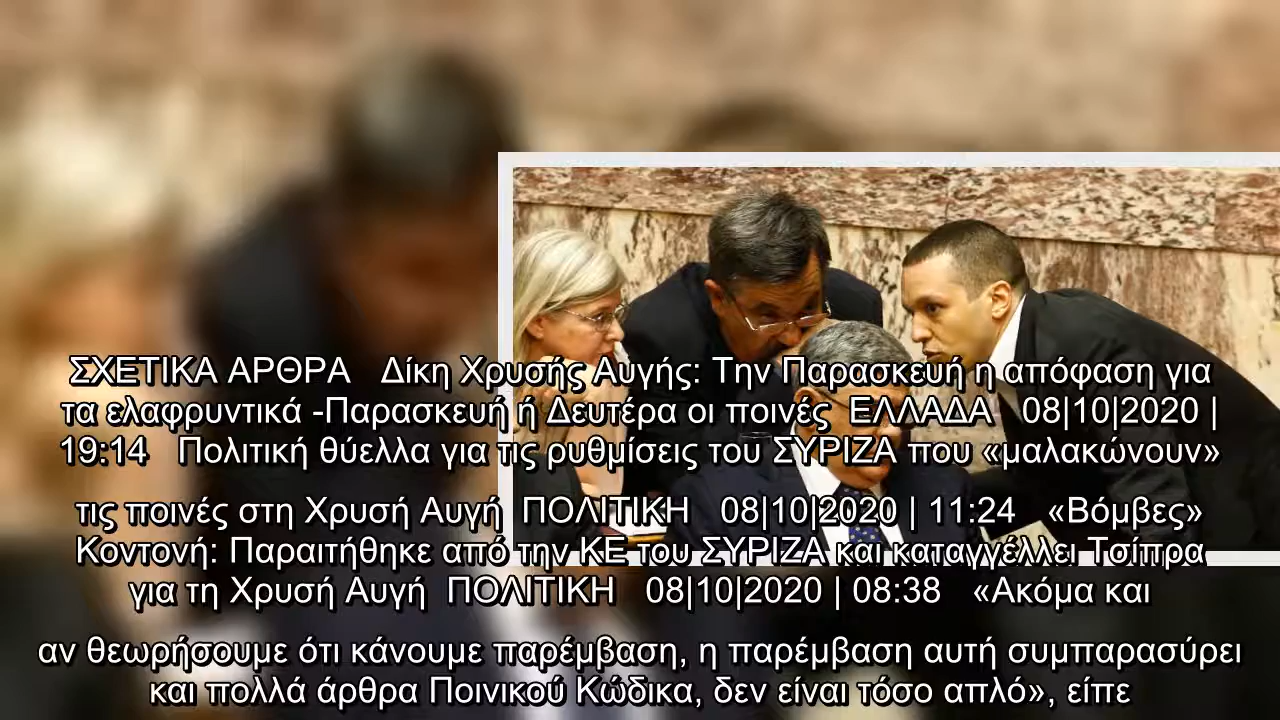 ΣΧΕΤΙΚΑ ΑΡΘΡΑ   Δίκη Χρυσής Αυγής: Την Παρασκευή η απόφαση για
τα ελαφρυντικά -Παρασκευή ή Δευτέρα οι ποινές  ΕΛΛΑΔΑ   08|10|2020 |
19:14   Πολιτική θύελλα για τις ρυθμίσεις του ΣΥΡΙΖΑ που «μαλακώνουν»
τις ποινές στη Χρυσή Αυγή  ΠΟΛΙΤΙΚΗ   08|10|2020 | 11:24   «Βόμβες»
Κοντονή: Παραιτήθηκε από την ΚΕ του ΣΥΡΙΖΑ και καταγγέλλει Τσίπρα
για τη Χρυσή Αυγή  ΠΟΛΙΤΙΚΗ   08|10|2020 | 08:38   «Ακόμα και
αν θεωρήσουμε ότι κάνουμε παρέμβαση, η παρέμβαση αυτή συμπαρασύρει
και πολλά άρθρα Ποινικού Κώδικα, δεν είναι τόσο απλό», είπε